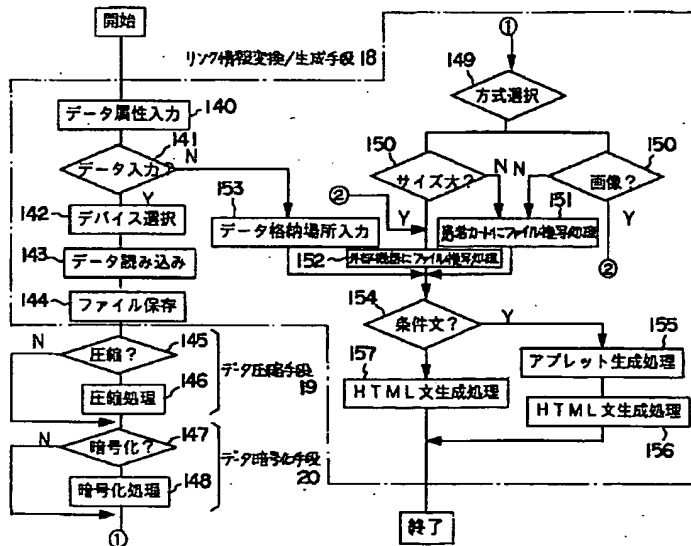 開始
リンク情報変換/生成手段 18
データ属性入力 140
141
データ入力? N
Y
142 デバイス選択
143 データ読み込み
144 ファイル保存
N 145
圧縮?
146
圧縮処理
データ圧縮手段
19
N 147
暗号化?
148
暗号化処理
データ暗号化手段
20
①
①
149
方式選択
150
サイズ大?
N
Y
150
画像?
N
Y
②
②
153
データ格納場所入力
151
患者カードにファイル複写処理
152
外部機器にファイル複写処理
154
条件文?
Y
155
アプレット生成処理
157
HTML文生成処理
HTML文生成処理
156
終了